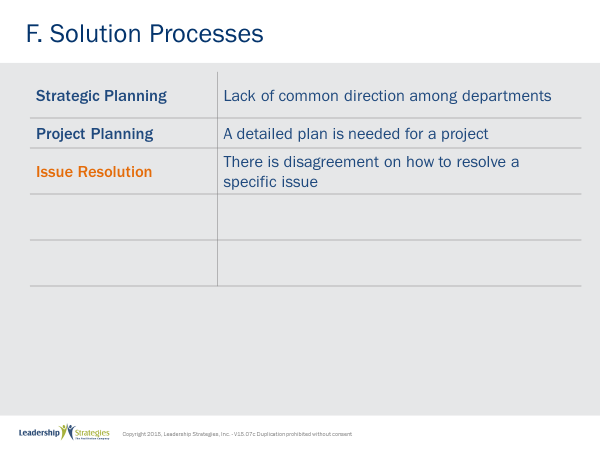 F. Solution Processes
Strategic Planning
Lack of common direction among departments
Project Planning
A detailed plan is needed for a project
Issue Resolution
There is disagreement on how to resolve a
specific issue
Leadership Strategies
The Facilitation Company
Copyright 2015, Leadership Strategies, Inc. - V15.07c Duplication prohibited without consent